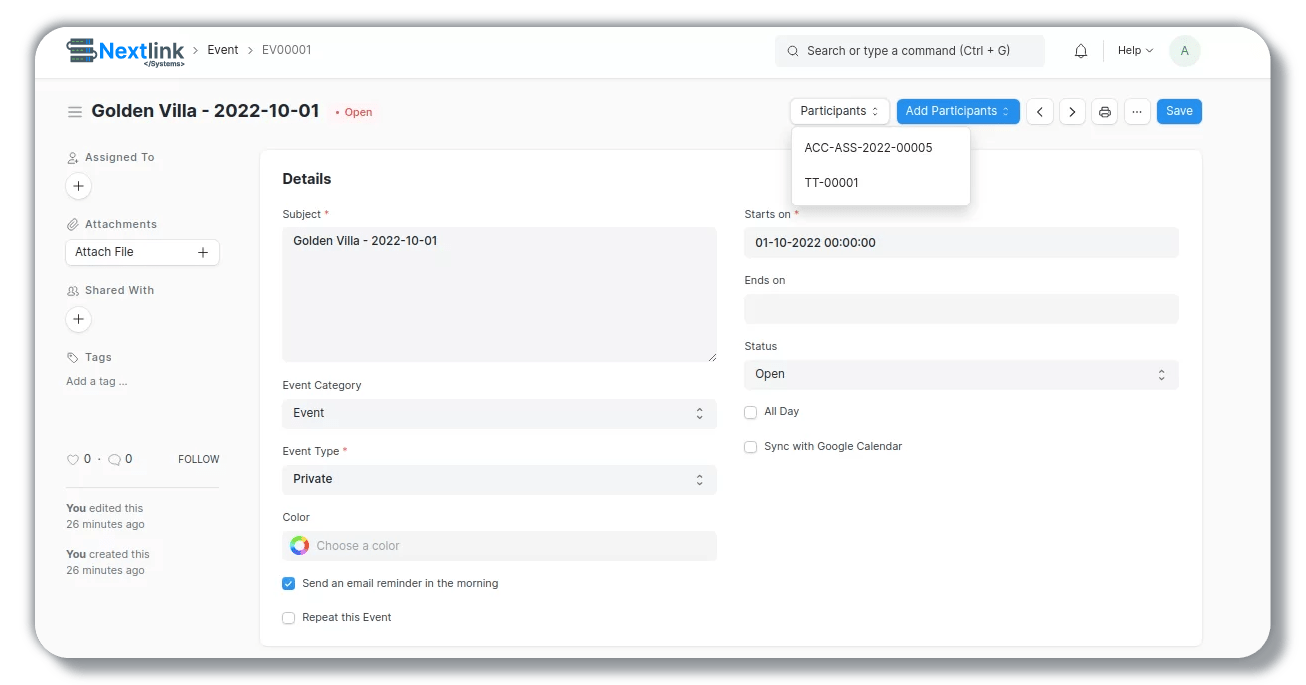 Nextlink
</Systems>
Event
EV00001
Search or type a command (Ctrl + G)
Help
A
Golden Villa - 2022-10-01
• Open
Participants
Add Participants
...
Save
ACC-ASS-2022-00005
TT-00001
Assigned To
+
Attachments
Attach File +
Shared With
+
Tags
Add a tag ...
0 · 0 FOLLOW
You edited this
26 minutes ago
You created this
26 minutes ago
Details
Subject *
Golden Villa - 2022-10-01
Event Category
Event
Event Type *
Private
Color
Choose a color
Send an email reminder in the morning
Repeat this Event
Starts on *
01-10-2022 00:00:00
Ends on
Status
Open
All Day
Sync with Google Calendar